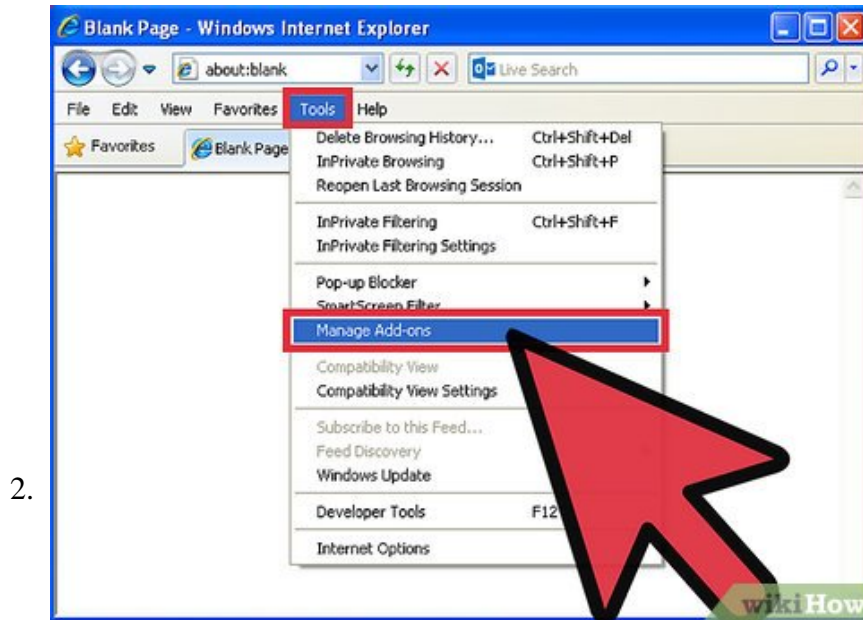 Blank Page - Windows Internet Explorer
about:blank
Live Search
File Edit View Favorites Tools Help
Favorites Blank Page
Delete Browsing History... Ctrl+Shift+Del
InPrivate Browsing Ctrl+Shift+P
Reopen Last Browsing Session
InPrivate Filtering Ctrl+Shift+F
InPrivate Filtering Settings
Pop-up Blocker
SmartScreen Filter
Manage Add-ons
Compatibility View
Compatibility View Settings
Subscribe to this Feed...
Feed Discovery
Windows Update
2.
Developer Tools F12
Internet Options
wikiHow